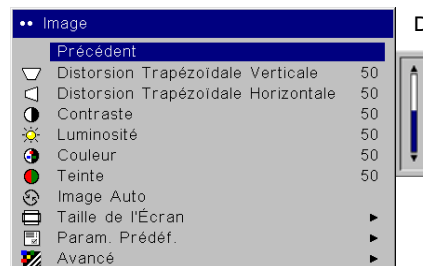 •• Image
Précédent
Distorsion Trapézoïdale Verticale 50
Distorsion Trapézoïdale Horizontale 50
Contraste 50
Luminosité 50
Couleur 50
Teinte 50
Image Auto
Taille de l'Écran
Param. Prédéf.
Avancé